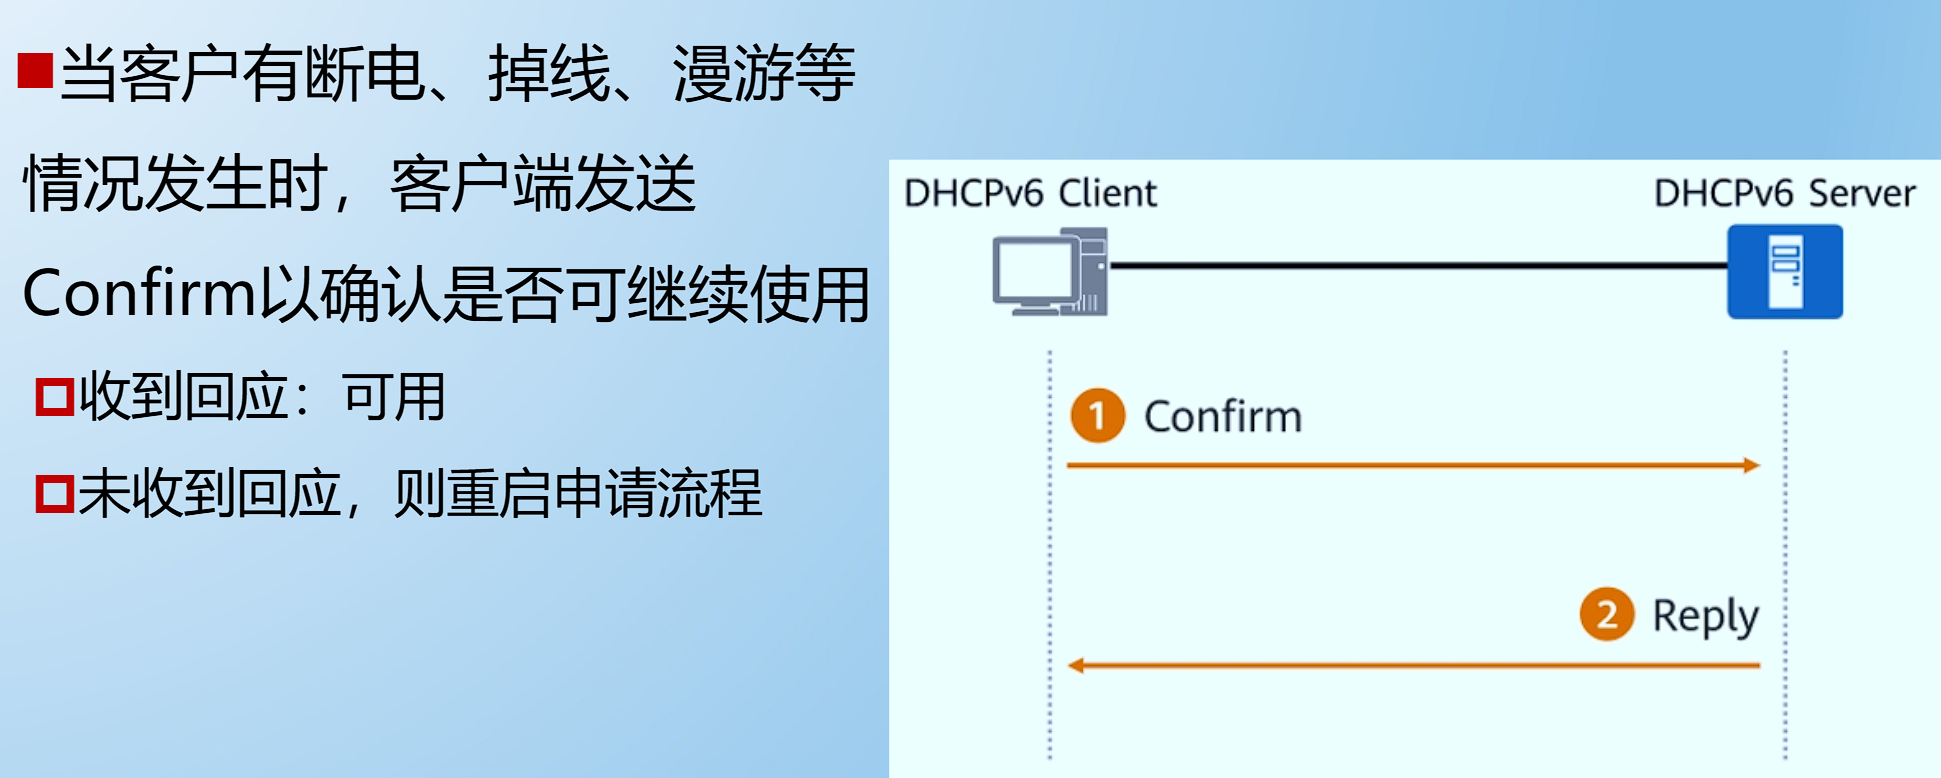 当客户有断电、掉线、漫游等
情况发生时，客户端发送
Confirm以确认是否可继续使用
收到回应：可用
未收到回应，则重启申请流程
DHCPv6 Client
DHCPv6 Server
1 Confirm
2 Reply